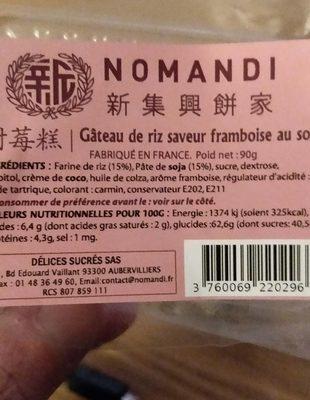 新
NOMANDI
新集興餅家
莓糕 Gâteau de riz saveur framboise au so
FABRIQUÉ EN FRANCE. Poid net : 90g
RÉDIENTS : Farine de riz (15%), Pâte de soja (15%), sucre, dextrose,
bitol, crème de coco, huile de colza, arôme framboise, régulateur d'acidité :
de tartrique, colorant : carmin, conservateur E202, E211
consommer de préférence avant le : voir sur le côté.
LEURS NUTRITIONNELLES POUR 100G : Energie : 1374 kj (soient 325kcal),
ides : 6,4 g (dont acides gras saturés : 2 g), glucides : 62,6g (dont sucres: 40,5
téines : 4,3g, sel : 1 mg.
DÉLICES SUCRÉS SAS
, Bd Edouard Vaillant 93300 AUBERVILLIERS
ax : 01 48 36 49 60, Email:contact@nomandi.fr
RCS 807 859 111
3 760069 220296